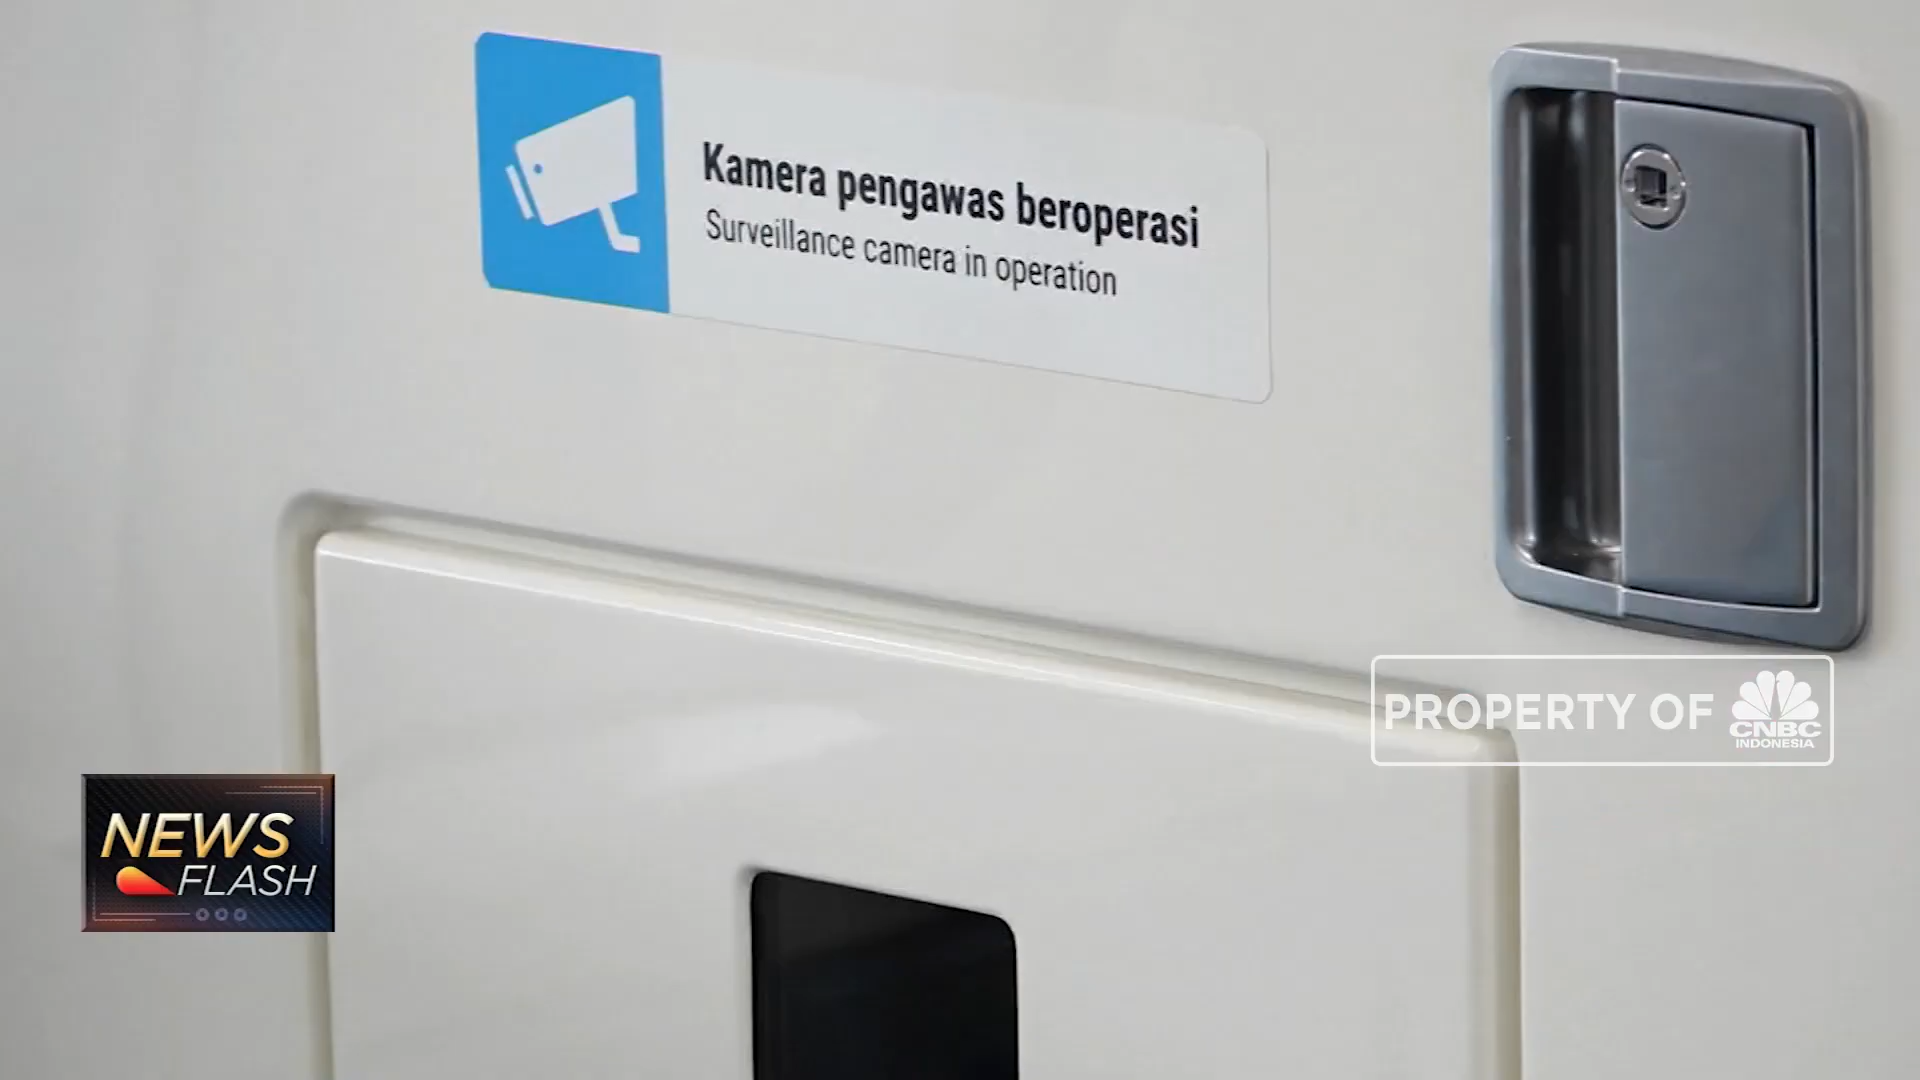 Kamera pengawas beroperasi
Surveillance camera in operation
PROPERTY OF CNBC INDONESIA
NEWS
FLASH